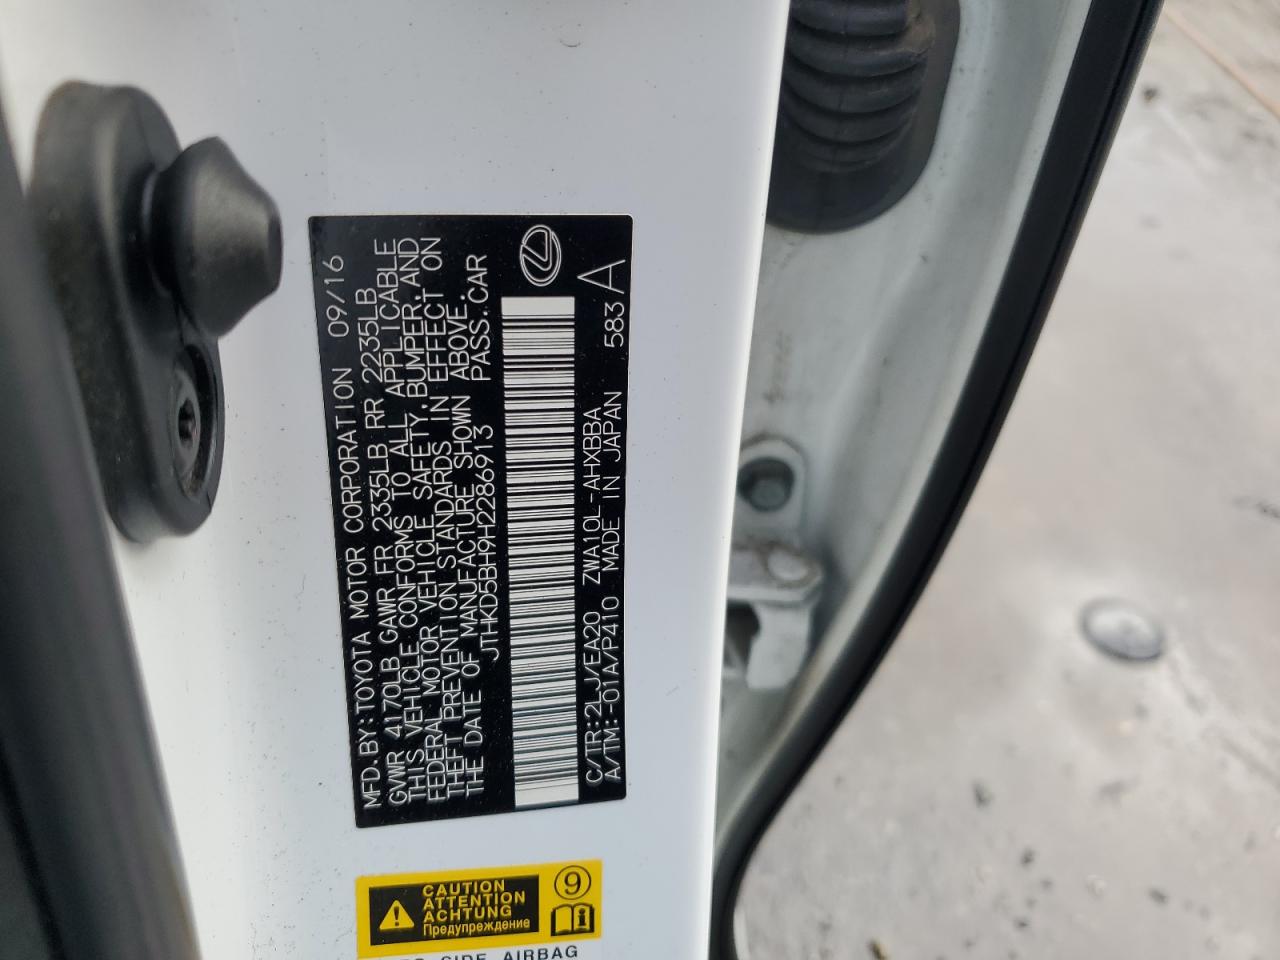 MFD.BY:TOYOTA MOTOR CORPORATION 09/16
GVWR 4170LB GAWR FR 2335LB RR 2235LB
THIS VEHICLE CONFORMS TO ALL APPLICABLE
FEDERAL MOTOR VEHICLE SAFETY,BUMPER,AND
THEFT PREVENTION STANDARDS IN EFFECT ON
THE DATE OF MANUFACTURE SHOWN ABOVE.
JTHKD5BH9H2286913 PASS.CAR
C/TR:2LJ/EA20 ZWA10L-AHXBBA
A/TM:-01A/P410 MADE IN JAPAN 583 A
CAUTION
ATTENTION
ACHTUNG
Предупреждение
9
SIDE AIRBAG